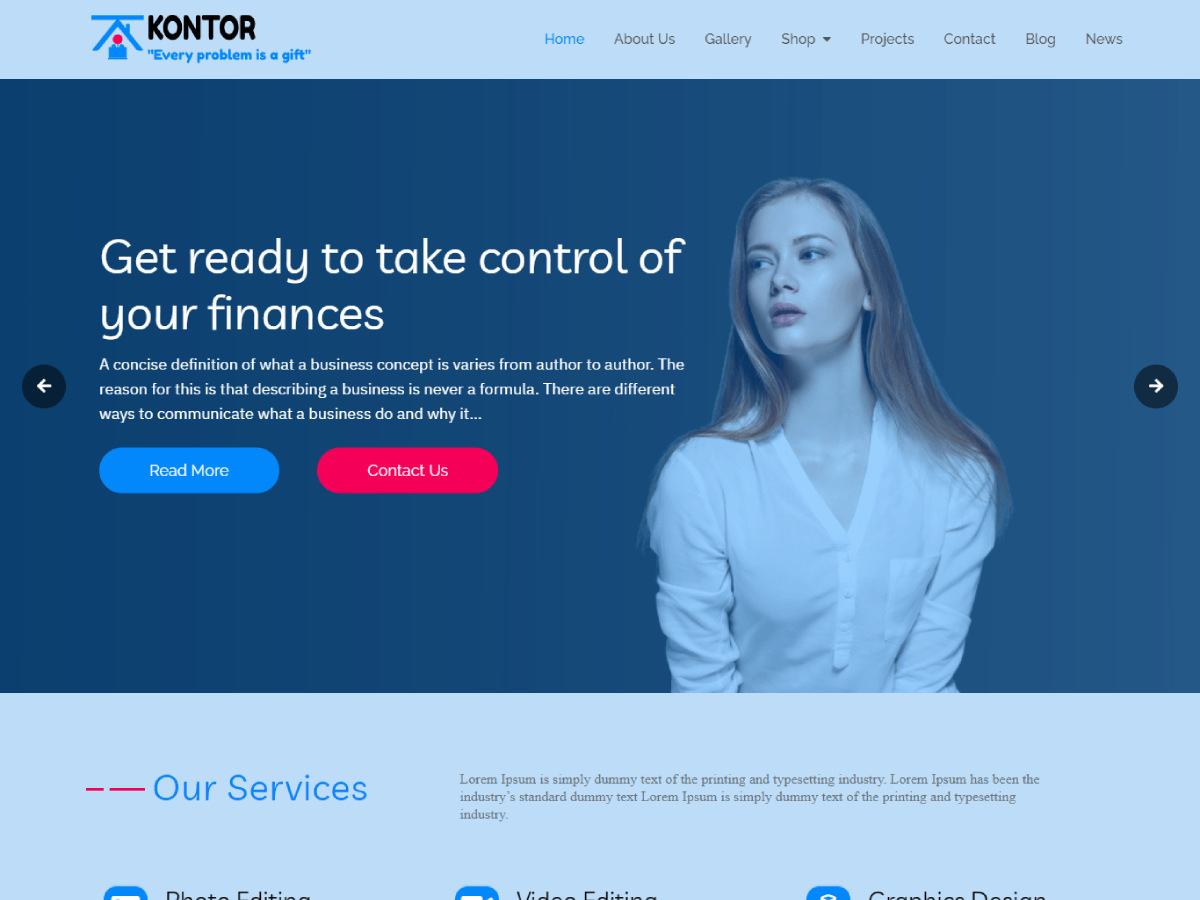 KONTOR
"Every problem is a gift"
Home
About Us
Gallery
Shop
Projects
Contact
Blog
News
Get ready to take control of
your finances
A concise definition of what a business concept is varies from author to author. The
reason for this is that describing a business is never a formula. There are different
ways to communicate what a business do and why it...
Read More
Contact Us
Our Services
Lorem Ipsum is simply dummy text of the printing and typesetting industry. Lorem Ipsum has been the
industry’s standard dummy text Lorem Ipsum is simply dummy text of the printing and typesetting
industry.
Photo Editing
Video Editing
Graphics Design